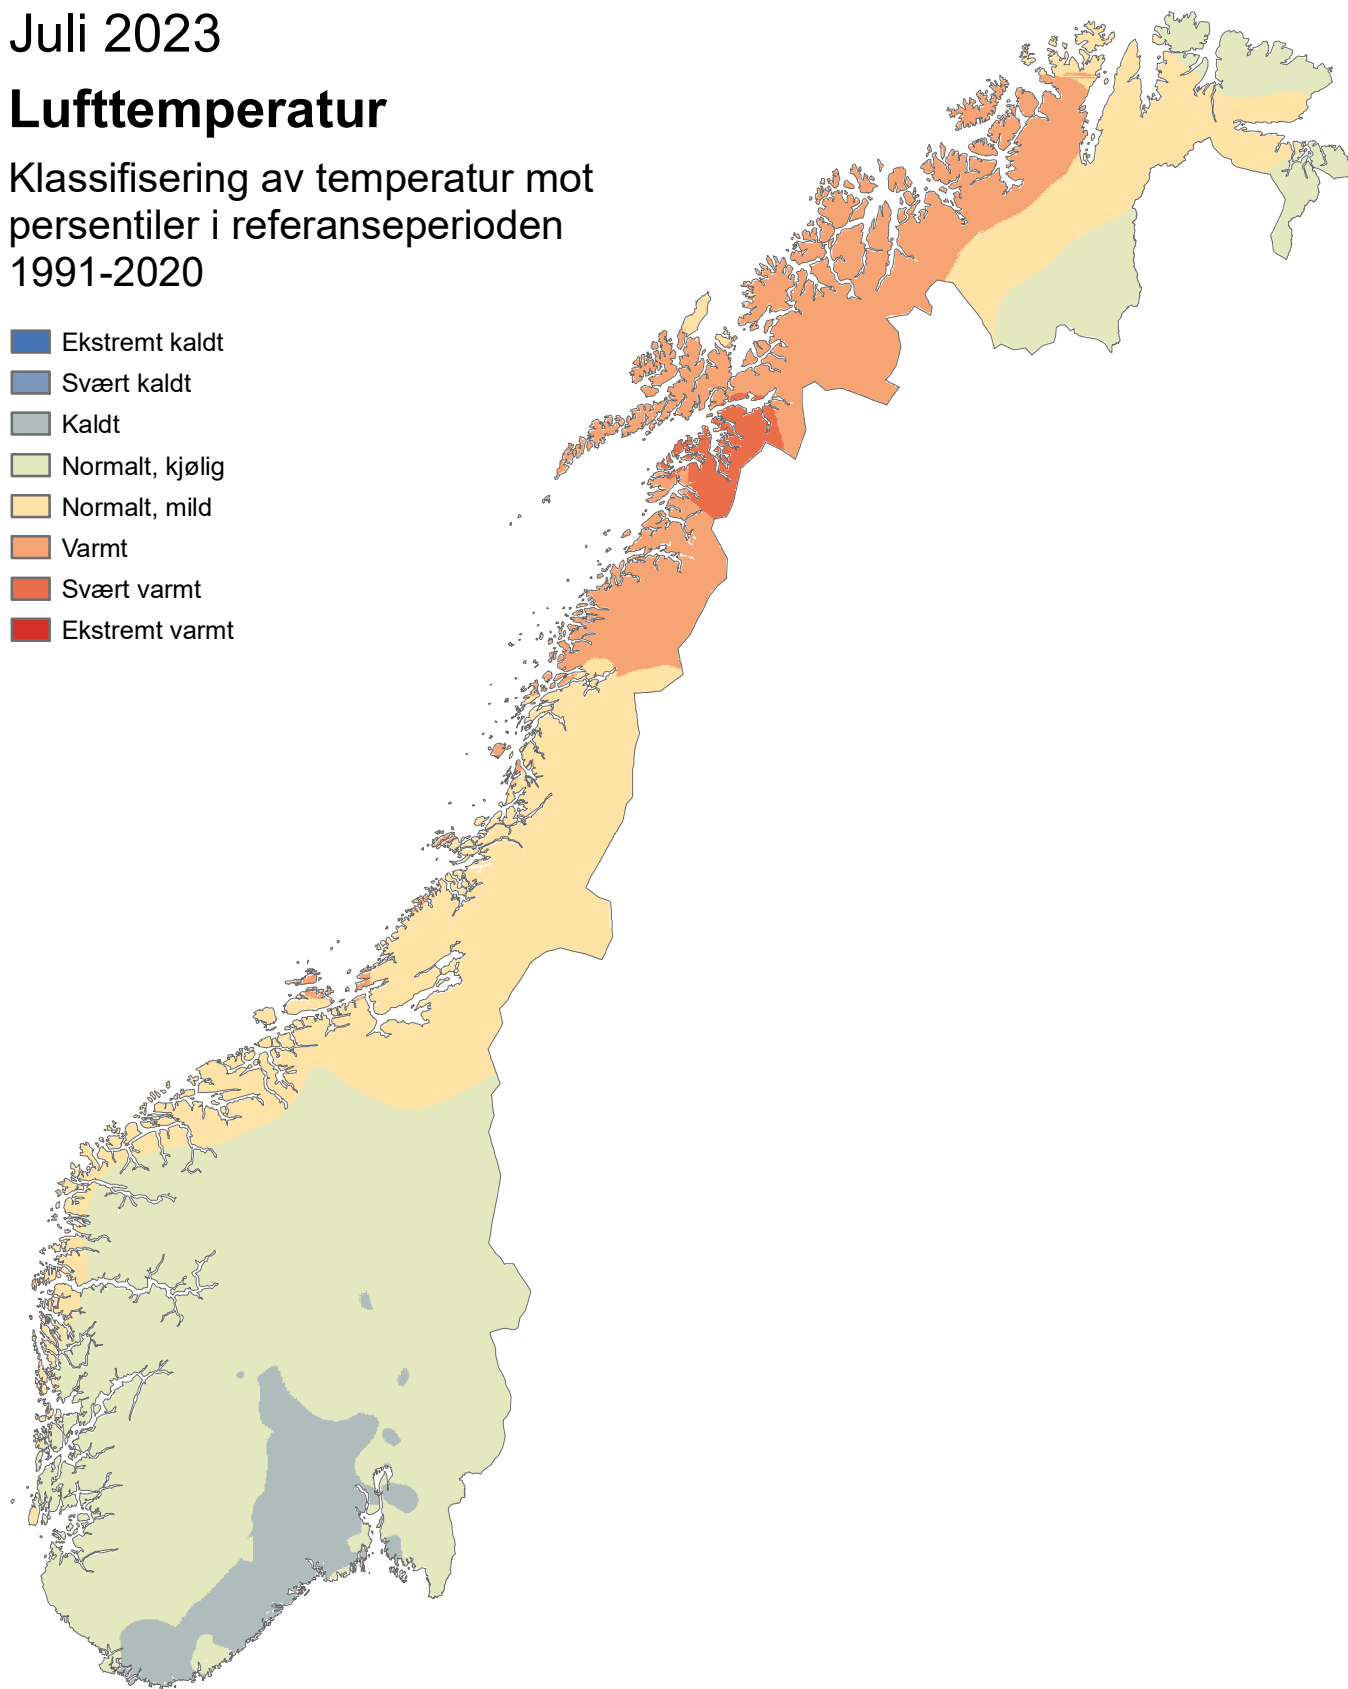 Juli 2023
Lufttemperatur
Klassifisering av temperatur mot
persentiler i referanseperioden
1991-2020
Ekstremt kaldt
Svært kaldt
Kaldt
Normalt, kjølig
Normalt, mild
Varmt
Svært varmt
Ekstremt varmt